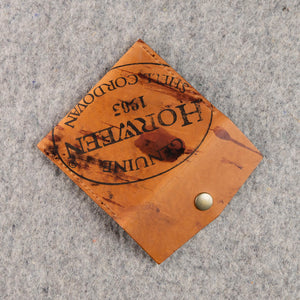 GENUINE
HORWEEN
1905
SHELL CORDOVAN